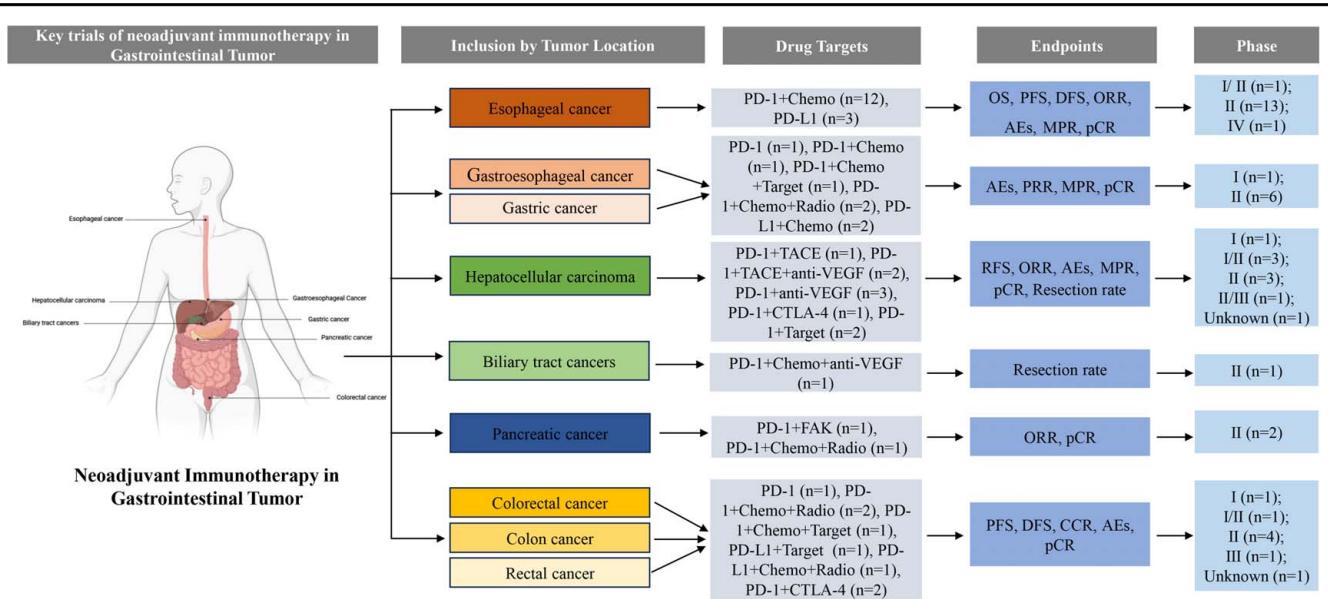 Key trials of neoadjuvant immunotherapy in
Gastrointestinal Tumor
Inclusion by Tumor Location
Drug Targets
Endpoints
Phase
Esophageal cancer
Hepatocellular carcinoma
Biliary tract cancers
Gastroesophageal Cancer
Gastric cancer
Pancreatic cancer
Colorectal cancer
Neoadjuvant Immunotherapy in
Gastrointestinal Tumor
Esophageal cancer
PD-1+Chemo (n=12),
PD-L1 (n=3)
OS, PFS, DFS, ORR,
AEs, MPR, pCR
I/ II (n=1);
II (n=13);
IV (n=1)
Gastroesophageal cancer
Gastric cancer
PD-1 (n=1), PD-1+Chemo
(n=1), PD-1+Chemo
+Target (n=1), PD-
1+Chemo+Radio (n=2), PD-
L1+Chemo (n=2)
AEs, PRR, MPR, pCR
I (n=1);
II (n=6)
Hepatocellular carcinoma
PD-1+TACE (n=1), PD-
1+TACE+anti-VEGF (n=2),
PD-1+anti-VEGF (n=3),
PD-1+CTLA-4 (n=1), PD-
1+Target (n=2)
RFS, ORR, AEs, MPR,
pCR, Resection rate
I (n=1);
I/II (n=3);
II (n=3);
II/III (n=1);
Unknown (n=1)
Biliary tract cancers
PD-1+Chemo+anti-VEGF
(n=1)
Resection rate
II (n=1)
Pancreatic cancer
PD-1+FAK (n=1),
PD-1+Chemo+Radio (n=1)
ORR, pCR
II (n=2)
Colorectal cancer
Colon cancer
Rectal cancer
PD-1 (n=1), PD-
1+Chemo+Radio (n=2), PD-
1+Chemo+Target (n=1),
PD-L1+Target (n=1), PD-
L1+Chemo+Radio (n=1),
PD-1+CTLA-4 (n=2)
PFS, DFS, CCR, AEs,
pCR
I (n=1);
I/II (n=1);
II (n=4);
III (n=1);
Unknown (n=1)